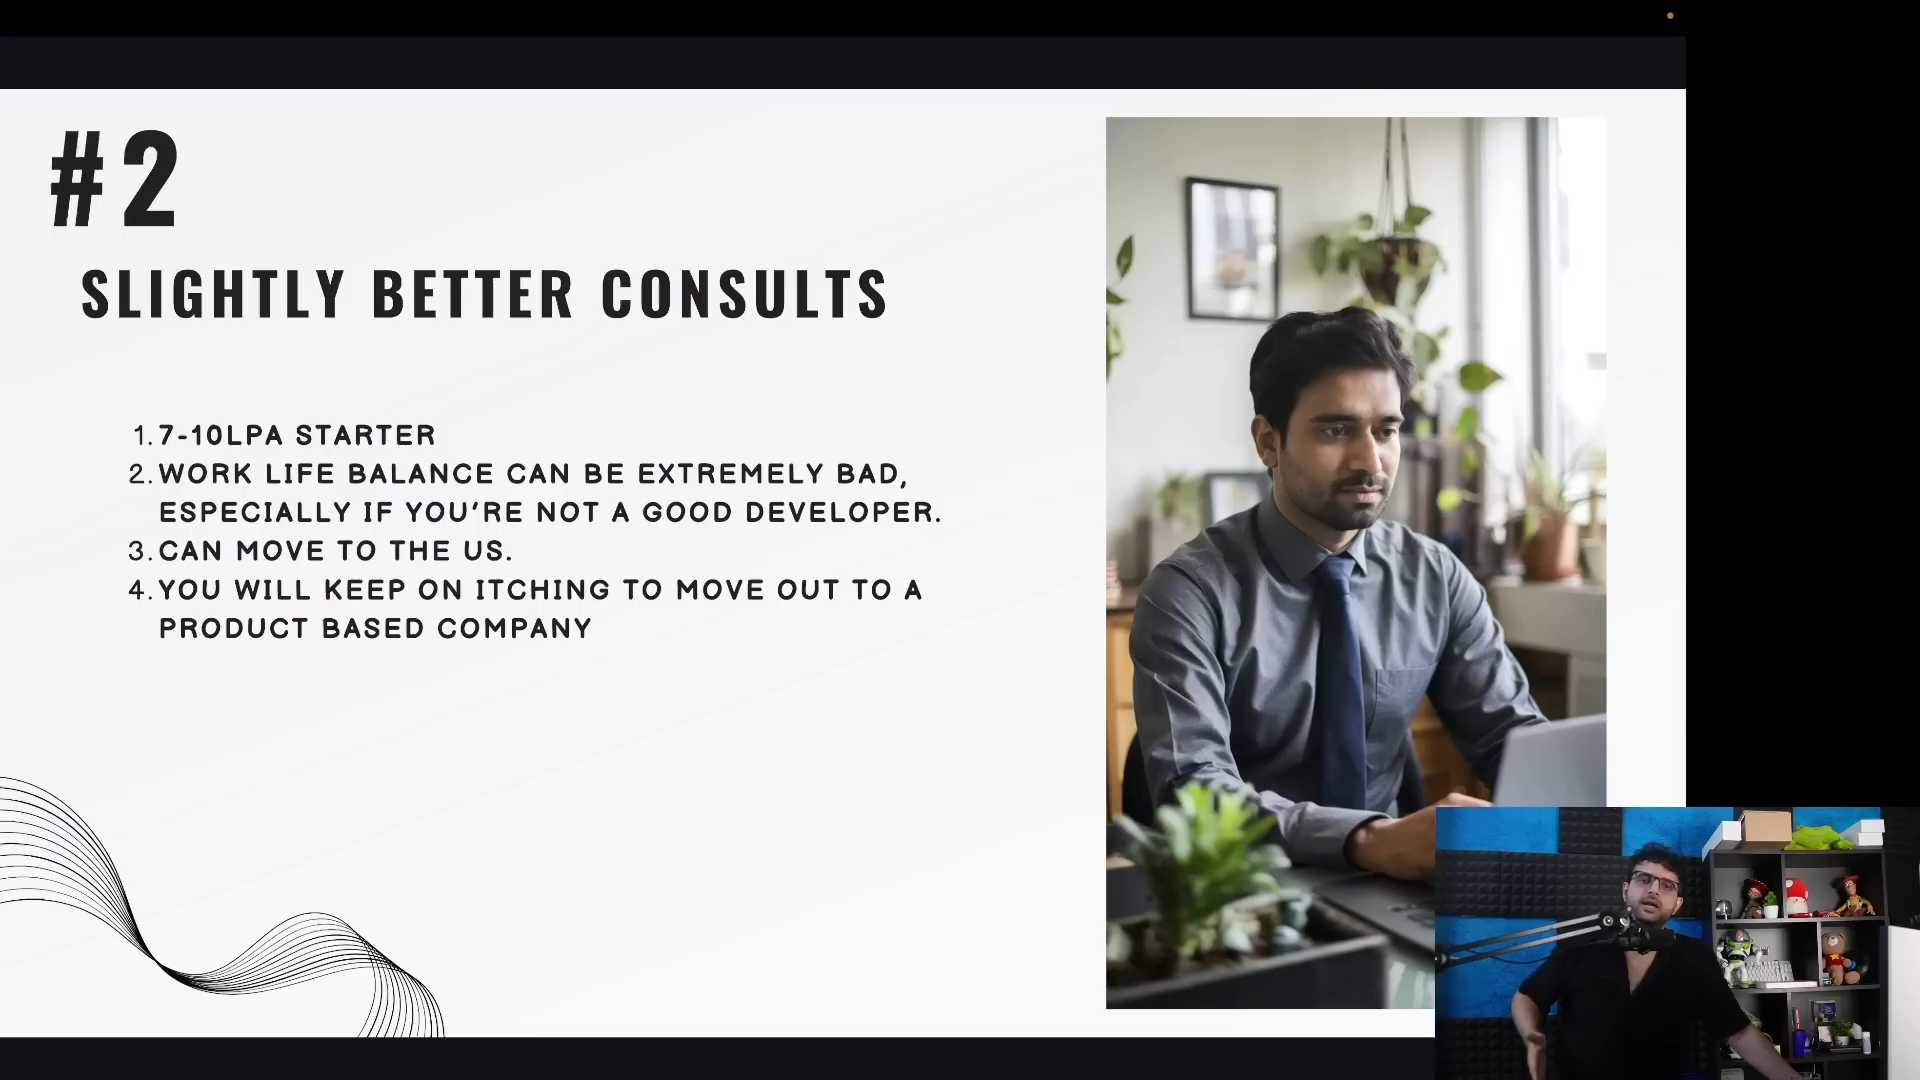 #2
SLIGHTLY BETTER CONSULTS
1. 7-10LPA STARTER
2. WORK LIFE BALANCE CAN BE EXTREMELY BAD,
ESPECIALLY IF YOU'RE NOT A GOOD DEVELOPER.
3. CAN MOVE TO THE US.
4. YOU WILL KEEP ON ITCHING TO MOVE OUT TO A
PRODUCT BASED COMPANY